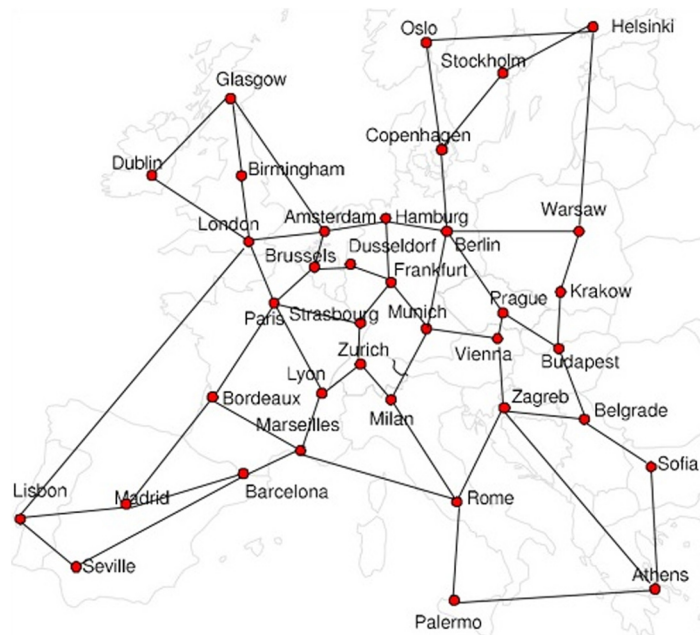 Oslo
Helsinki
Stockholm
Glasgow
Copenhagen
Dublin
Birmingham
London
Amsterdam
Hamburg
Warsaw
Brussels
Dusseldorf
Berlin
Frankfurt
Krakow
Prague
Paris
Strasbourg
Munich
Zurich
Vienna
Budapest
Lyon
Bordeaux
Milan
Zagreb
Belgrade
Marseilles
Sofia
Lisbon
Madrid
Barcelona
Rome
Seville
Athens
Palermo